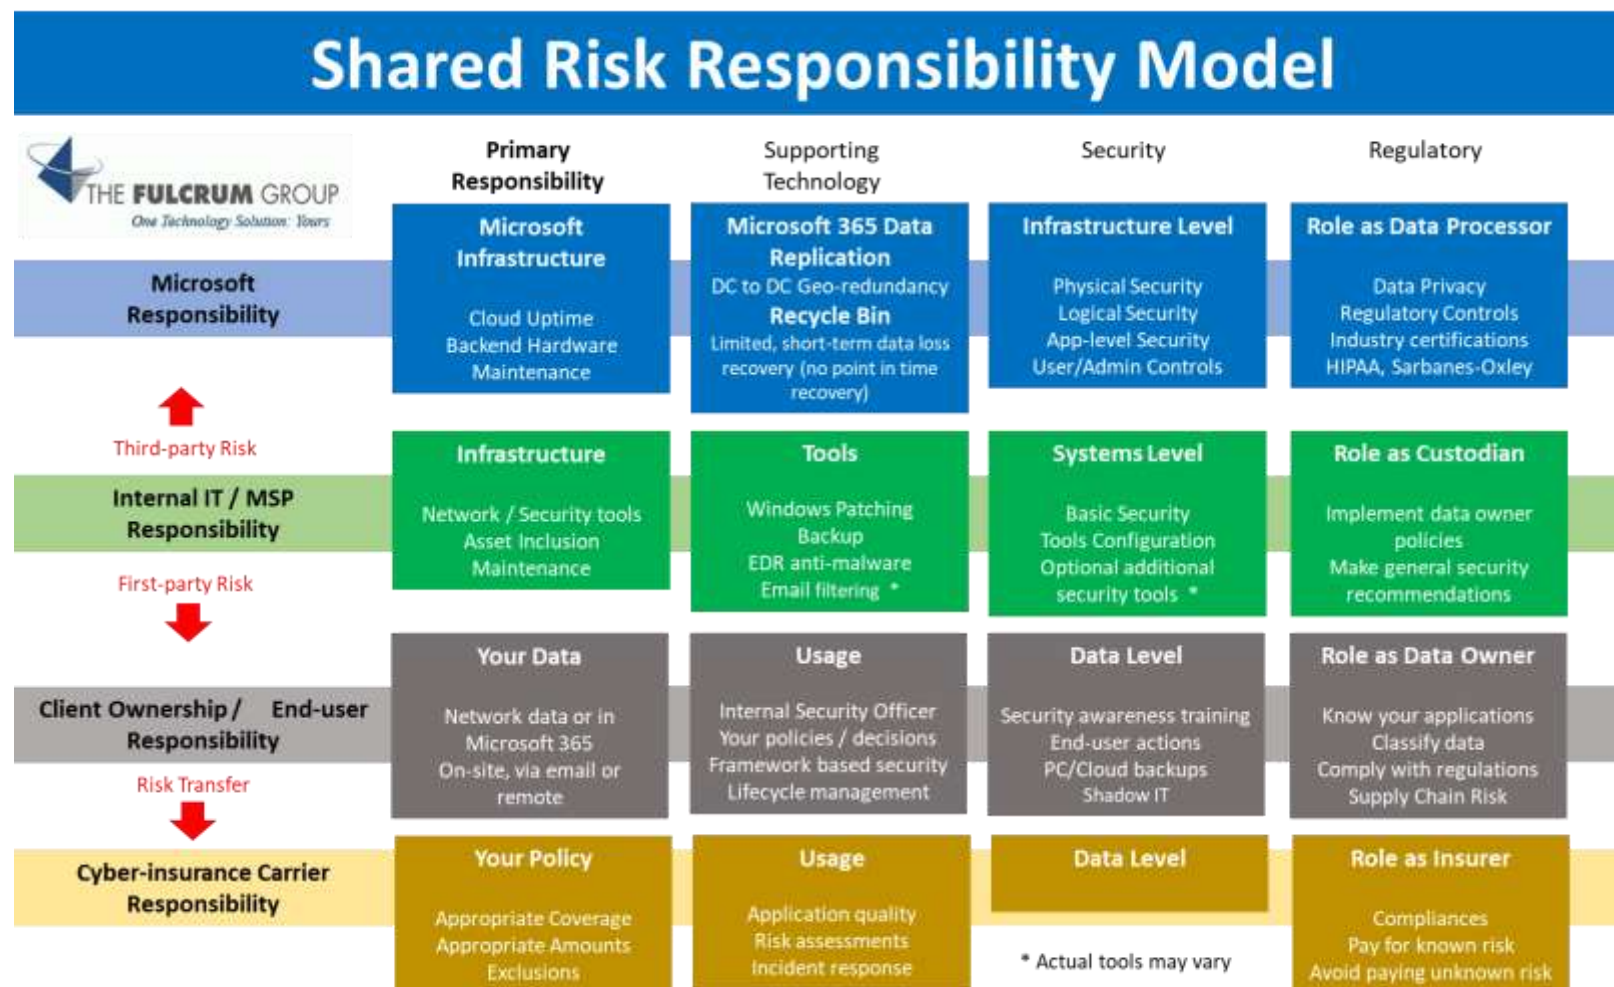 Shared Risk Responsibility Model
THE FULCRUM GROUP
One Technology Solution: Yours
Primary
Responsibility
Supporting
Technology
Security
Regulatory
Microsoft
Responsibility
Microsoft
Infrastructure
Cloud Uptime
Backend Hardware
Maintenance
Microsoft 365 Data
Replication
DC to DC Geo-redundancy
Recycle Bin
Limited, short-term data loss
recovery (no point in time
recovery)
Infrastructure Level
Physical Security
Logical Security
App-level Security
User/Admin Controls
Role as Data Processor
Data Privacy
Regulatory Controls
Industry certifications
HIPAA, Sarbanes-Oxley
Third-party Risk
Internal IT / MSP
Responsibility
First-party Risk
Infrastructure
Network / Security tools
Asset Inclusion
Maintenance
Tools
Windows Patching
Backup
EDR anti-malware
Email filtering *
Systems Level
Basic Security
Tools Configuration
Optional additional
security tools *
Role as Custodian
Implement data owner
policies
Make general security
recommendations
Client Ownership / End-user
Responsibility
Risk Transfer
Your Data
Network data or in
Microsoft 365
On-site, via email or
remote
Usage
Internal Security Officer
Your policies / decisions
Framework based security
Lifecycle management
Data Level
Security awareness training
End-user actions
PC/Cloud backups
Shadow IT
Role as Data Owner
Know your applications
Classify data
Comply with regulations
Supply Chain Risk
Cyber-insurance Carrier
Responsibility
Your Policy
Appropriate Coverage
Appropriate Amounts
Exclusions
Usage
Application quality
Risk assessments
Incident response
Data Level
* Actual tools may vary
Role as Insurer
Compliances
Pay for known risk
Avoid paying unknown risk